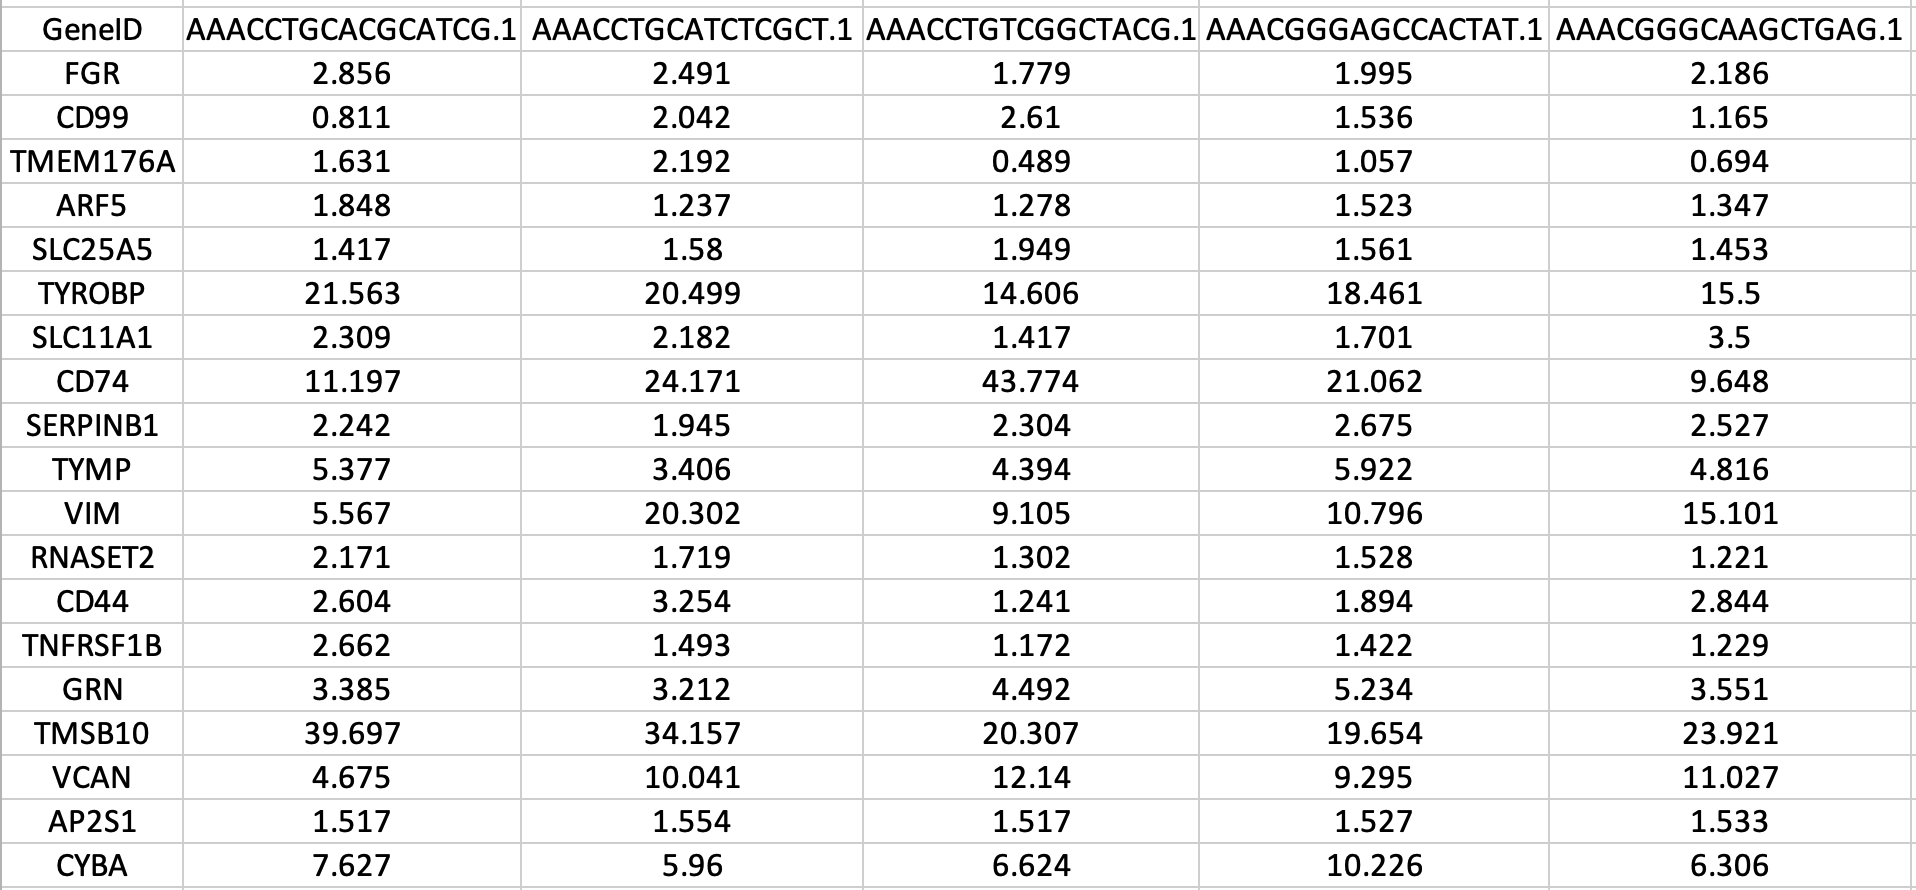 GeneID AAACCTGCACGCATCG.1 AAACCTGCATCTCGCT.1 AAACCTGTCGGCTACG.1 AAACGGGAGCCACTAT.1 AAACGGGCAAGCTGAG.1
FGR 2.856 2.491 1.779 1.995 2.186
CD99 0.811 2.042 2.61 1.536 1.165
TMEM176A 1.631 2.192 0.489 1.057 0.694
ARF5 1.848 1.237 1.278 1.523 1.347
SLC25A5 1.417 1.58 1.949 1.561 1.453
TYROBP 21.563 20.499 14.606 18.461 15.5
SLC11A1 2.309 2.182 1.417 1.701 3.5
CD74 11.197 24.171 43.774 21.062 9.648
SERPINB1 2.242 1.945 2.304 2.675 2.527
TYMP 5.377 3.406 4.394 5.922 4.816
VIM 5.567 20.302 9.105 10.796 15.101
RNASET2 2.171 1.719 1.302 1.528 1.221
CD44 2.604 3.254 1.241 1.894 2.844
TNFRSF1B 2.662 1.493 1.172 1.422 1.229
GRN 3.385 3.212 4.492 5.234 3.551
TMSB10 39.697 34.157 20.307 19.654 23.921
VCAN 4.675 10.041 12.14 9.295 11.027
AP2S1 1.517 1.554 1.517 1.527 1.533
CYBA 7.627 5.96 6.624 10.226 6.306